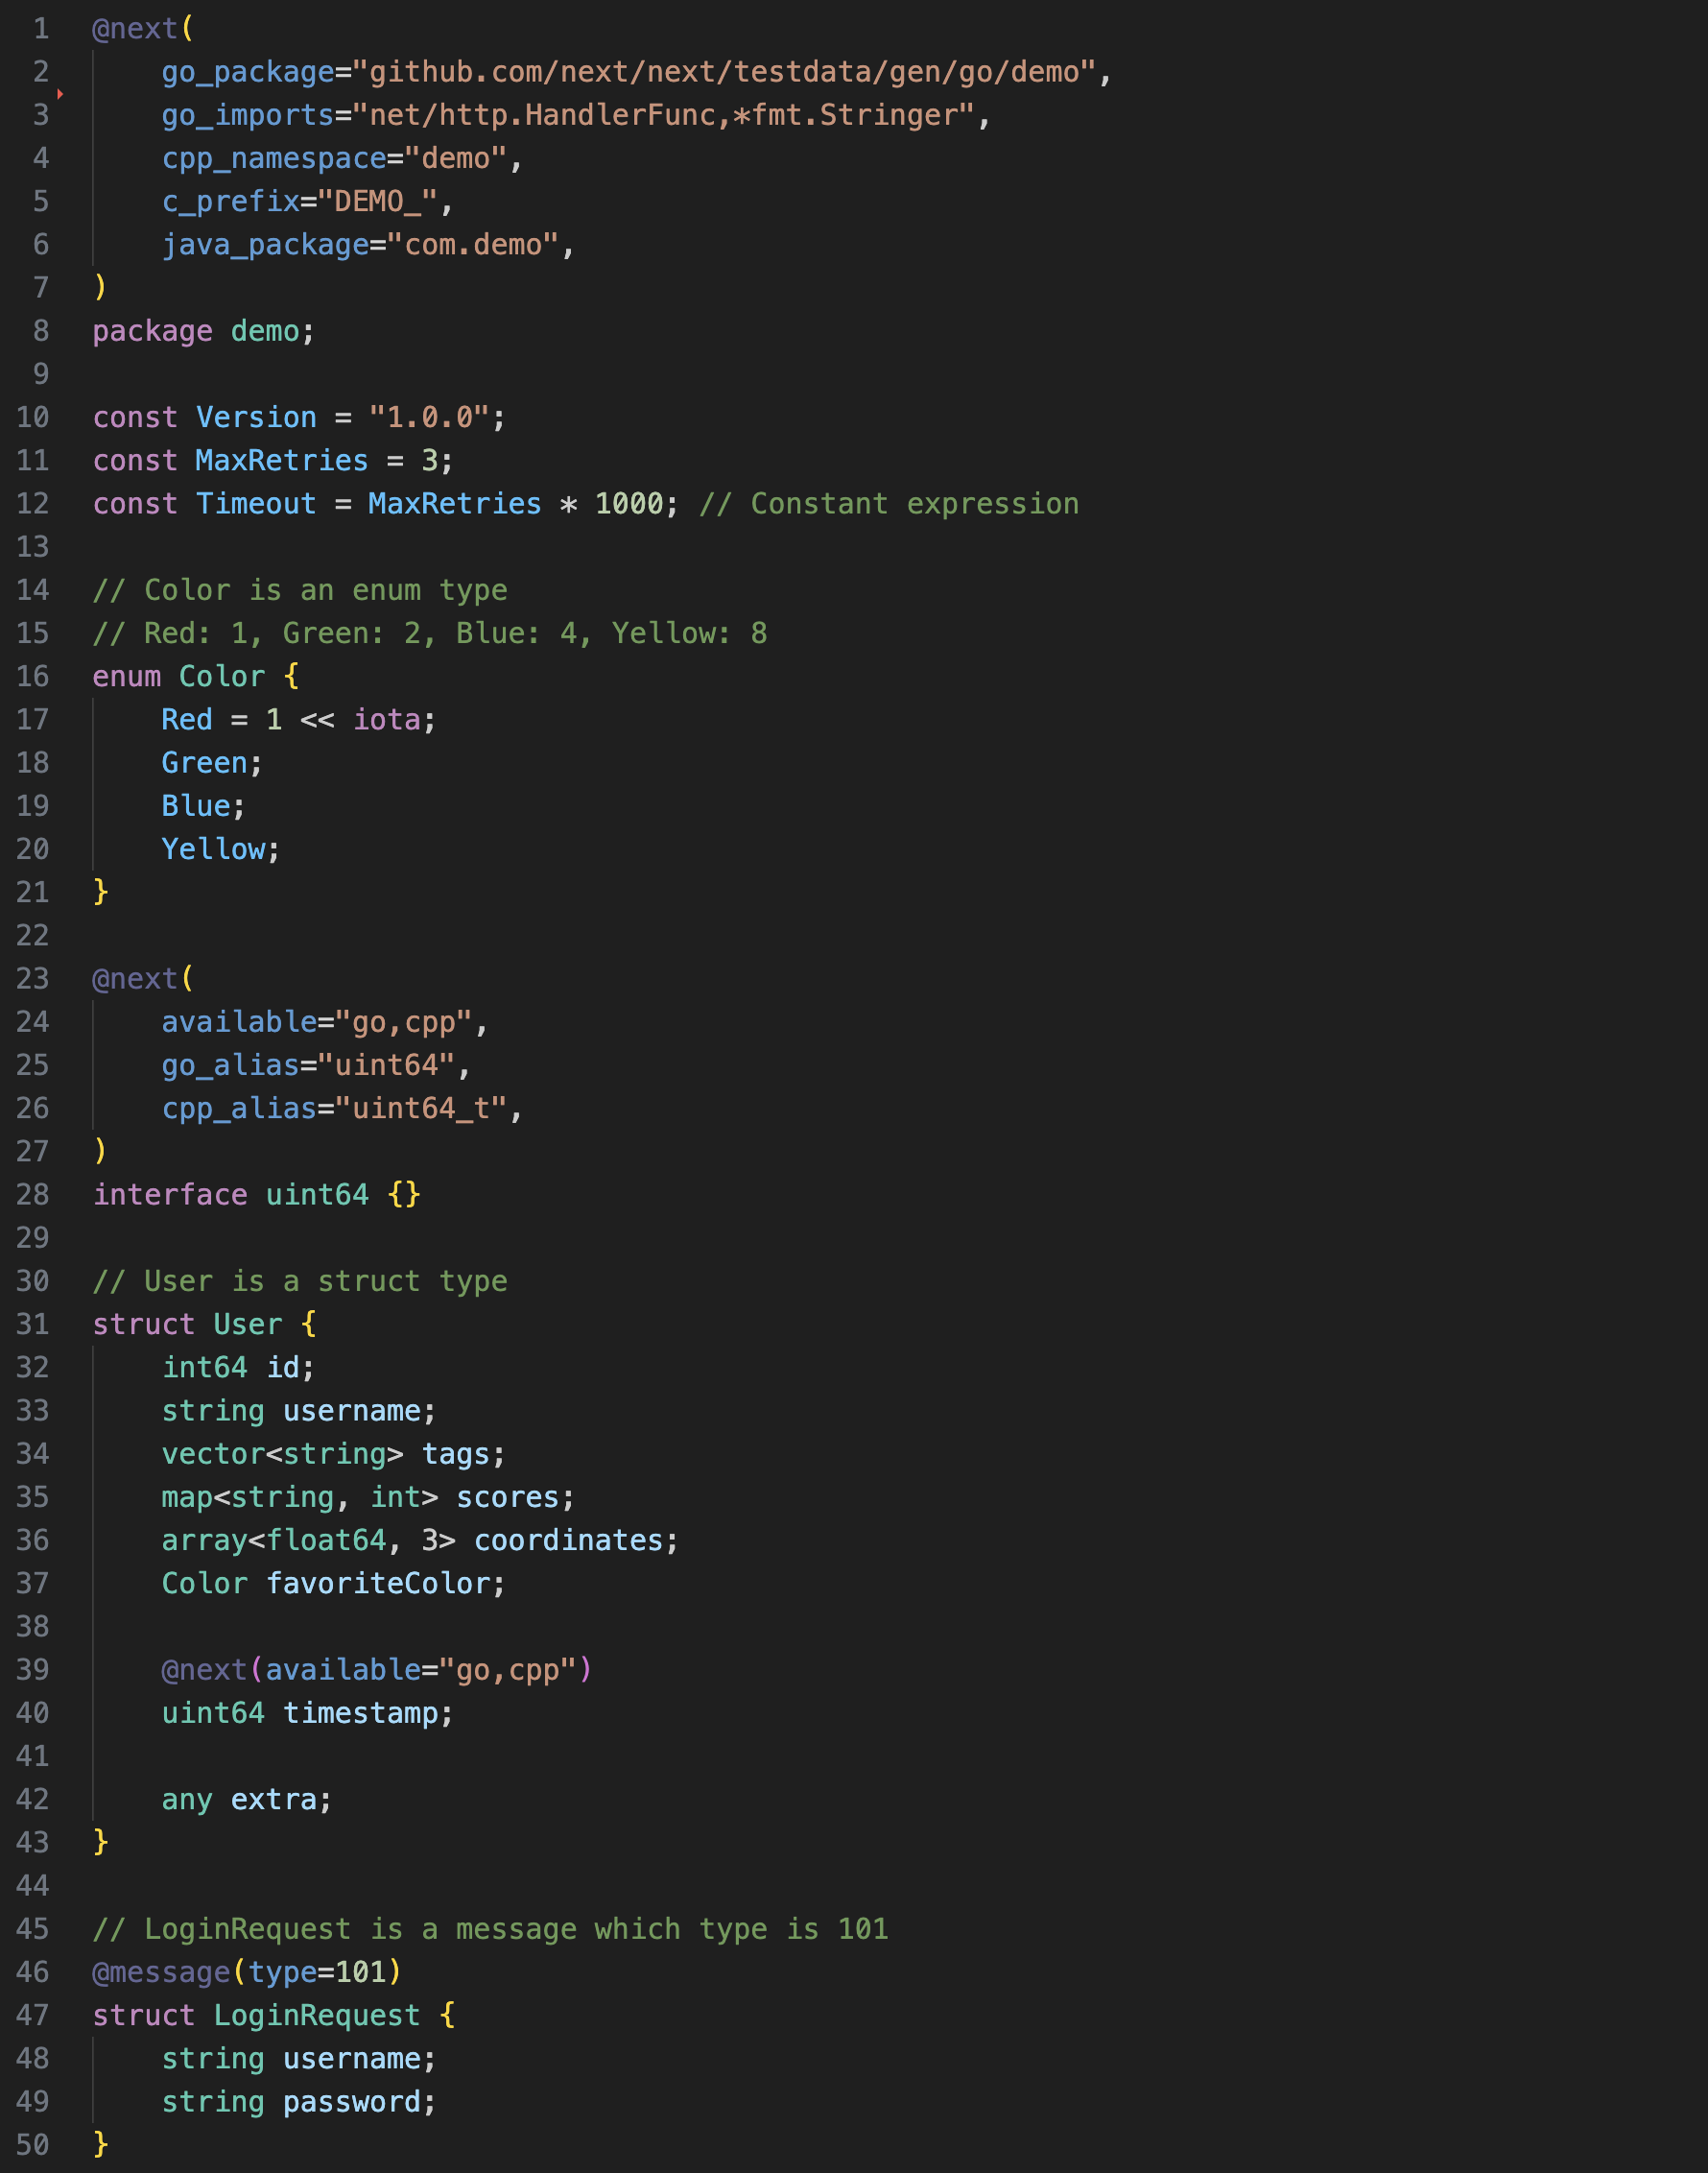 1 @next(
2     go_package="github.com/next/next/testdata/gen/go/demo",
3     go_imports="net/http.HandlerFunc,*fmt.Stringer",
4     cpp_namespace="demo",
5     c_prefix="DEMO_",
6     java_package="com.demo",
7 )
8 package demo;
9
10 const Version = "1.0.0";
11 const MaxRetries = 3;
12 const Timeout = MaxRetries * 1000; // Constant expression
13
14 // Color is an enum type
15 // Red: 1, Green: 2, Blue: 4, Yellow: 8
16 enum Color {
17     Red = 1 << iota;
18     Green;
19     Blue;
20     Yellow;
21 }
22
23 @next(
24     available="go,cpp",
25     go_alias="uint64",
26     cpp_alias="uint64_t",
27 )
28 interface uint64 {}
29
30 // User is a struct type
31 struct User {
32     int64 id;
33     string username;
34     vector<string> tags;
35     map<string, int> scores;
36     array<float64, 3> coordinates;
37     Color favoriteColor;
38
39     @next(available="go,cpp")
40     uint64 timestamp;
41
42     any extra;
43 }
44
45 // LoginRequest is a message which type is 101
46 @message(type=101)
47 struct LoginRequest {
48     string username;
49     string password;
50 }